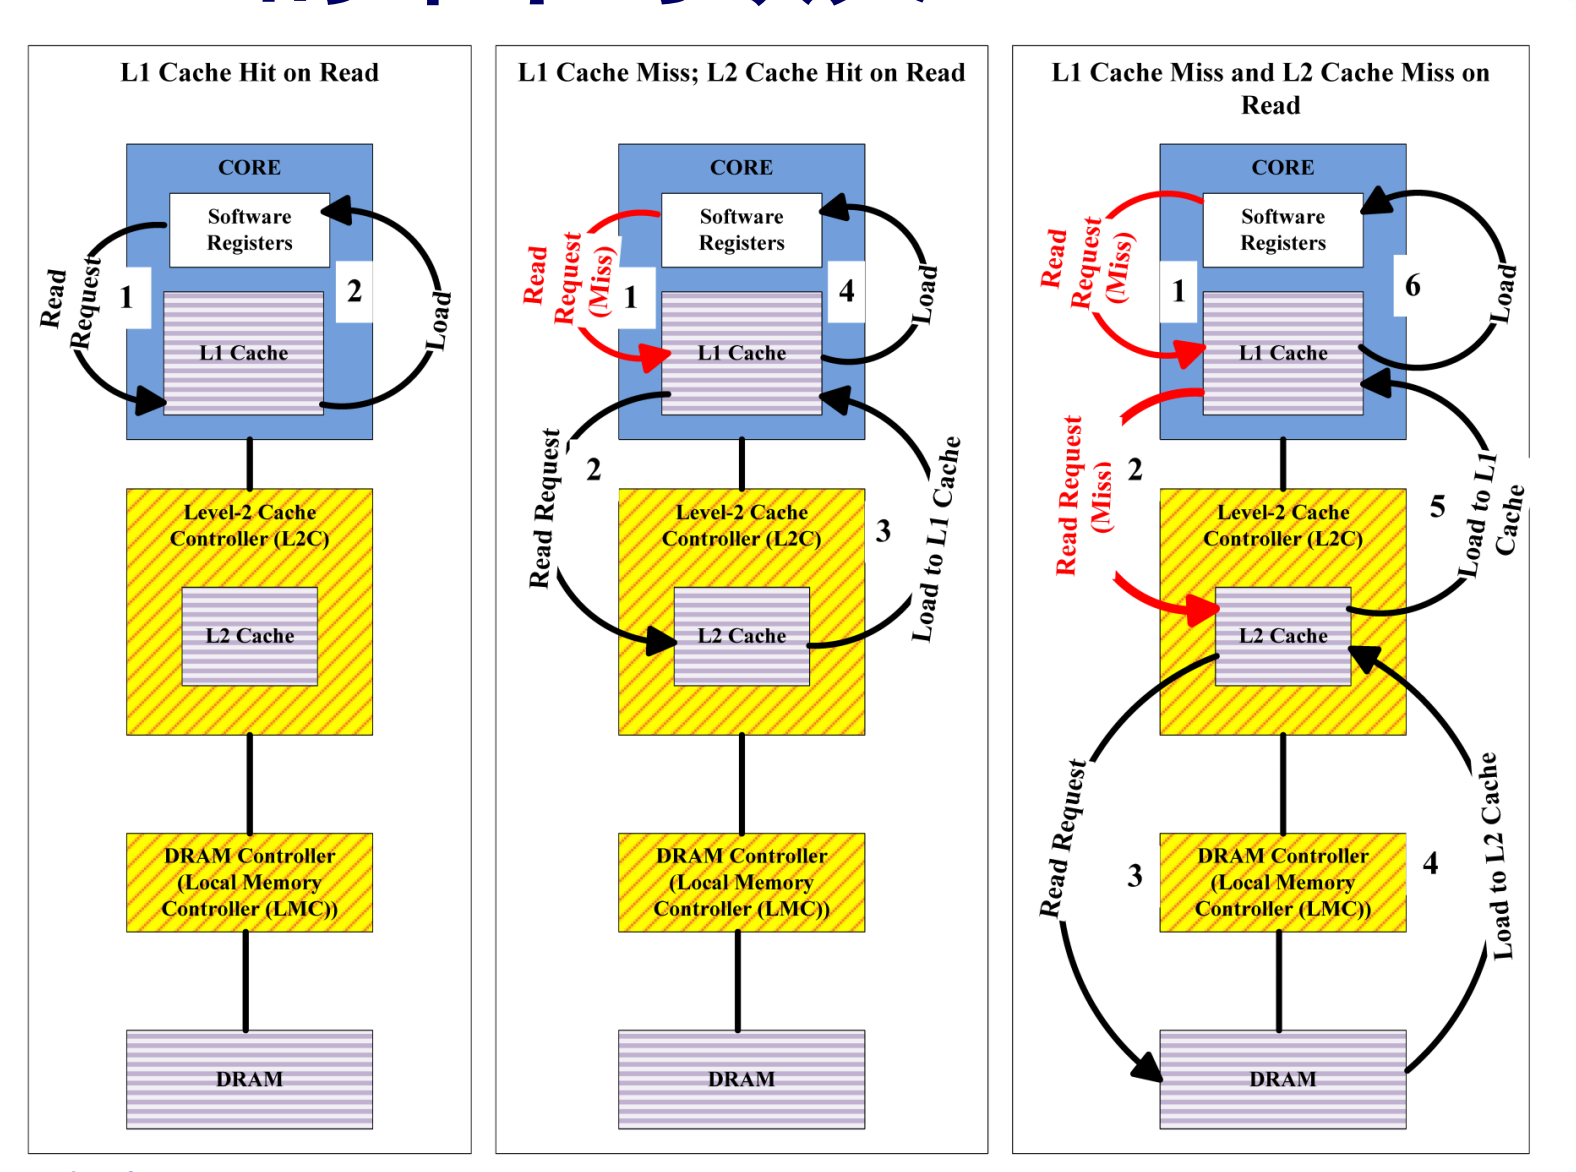 L1 Cache Hit on Read
CORE
Software
Registers
Read
Request
1
2
Load
L1 Cache
Level-2 Cache
Controller (L2C)
L2 Cache
DRAM Controller
(Local Memory
Controller (LMC))
DRAM
L1 Cache Miss; L2 Cache Hit on Read
CORE
Software
Registers
Read
Request
(Miss)
1
4
Load
L1 Cache
Read Request
2
Level-2 Cache
Controller (L2C)
3
Load to L1 Cache
L2 Cache
DRAM Controller
(Local Memory
Controller (LMC))
DRAM
L1 Cache Miss and L2 Cache Miss on
Read
CORE
Software
Registers
Read
Request
(Miss)
1
6
Load
L1 Cache
Read Request
(Miss)
2
Level-2 Cache
Controller (L2C)
5
Load to L1
Cache
L2 Cache
Read Request
3
DRAM Controller
(Local Memory
Controller (LMC))
4
Load to L2 Cache
DRAM